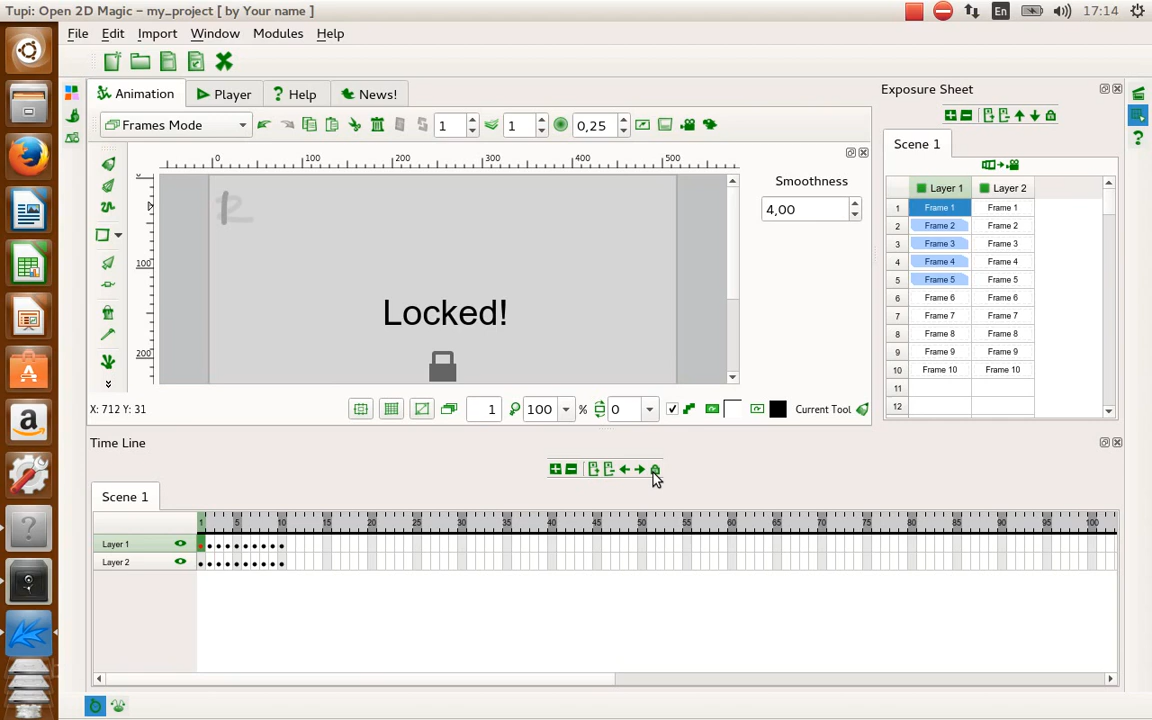 Tupi: Open 2D Magic – my_project [ by Your name ]
En
17:14
File Edit Import Window Modules Help
Animation Player Help News!
Frames Mode 1 1 0,25
0 100 200 300 400 500
100
200
Locked!
Smoothness
4,00
X: 712 Y: 31 1 100 % 0 Current Tool
Exposure Sheet
Scene 1
Layer 1 Layer 2
1 Frame 1 Frame 1
2 Frame 2 Frame 2
3 Frame 3 Frame 3
4 Frame 4 Frame 4
5 Frame 5 Frame 5
6 Frame 6 Frame 6
7 Frame 7 Frame 7
8 Frame 8 Frame 8
9 Frame 9 Frame 9
10 Frame 10 Frame 10
11
12
Time Line
Scene 1
1 5 10 15 20 25 30 35 40 45 50 55 60 65 70 75 80 85 90 95 100
Layer 1
Layer 2